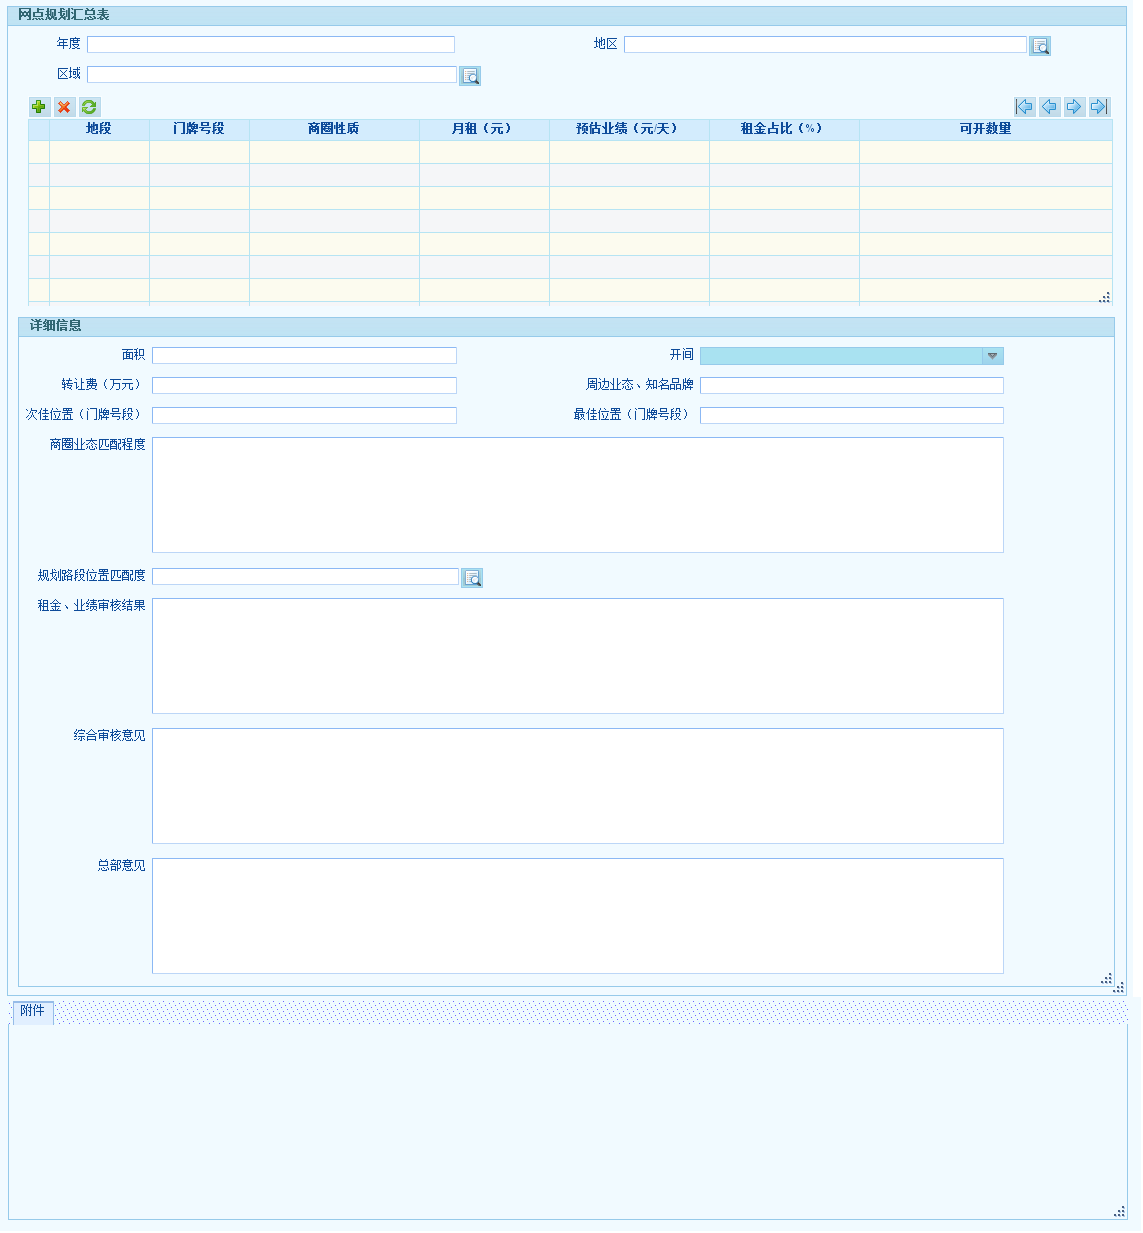 网点规划汇总表
年度 地区
区域
地段 门牌号段 商圈性质 月租（元） 预估业绩（元/天） 租金占比（%） 可开数量
详细信息
面积 开间
转让费（万元） 周边业态、知名品牌
次佳位置（门牌号段） 最佳位置（门牌号段）
商圈业态匹配程度
规划路段位置匹配度
租金、业绩审核结果
综合审核意见
总部意见
附件